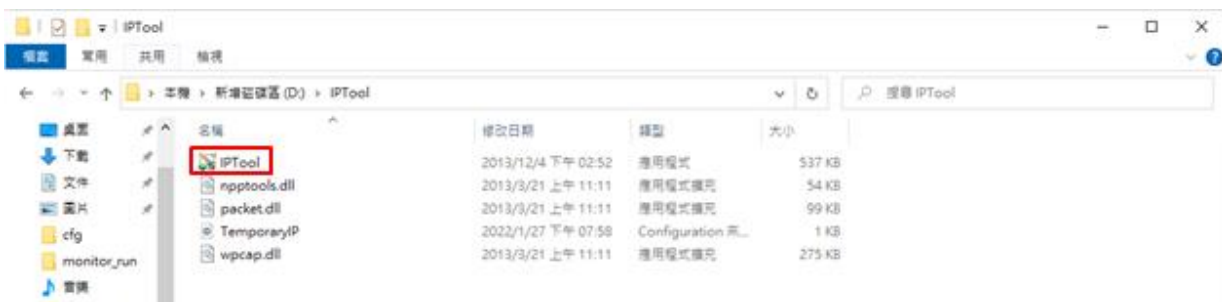 IPTool
檔案 常用 共用 檢視
本機 › 新增磁碟區 (D:) › IPTool
搜尋 IPTool
名稱 修改日期 類型 大小
桌面
下載
文件
圖片
cfg
monitor_run
音樂
IPTool 2013/12/4 下午 02:52 應用程式 537 KB
npptools.dll 2013/3/21 上午 11:11 應用程式擴充 54 KB
packet.dll 2013/3/21 上午 11:11 應用程式擴充 99 KB
TemporaryIP 2022/1/27 下午 07:58 Configuration 來... 1 KB
wpcap.dll 2013/3/21 上午 11:11 應用程式擴充 275 KB